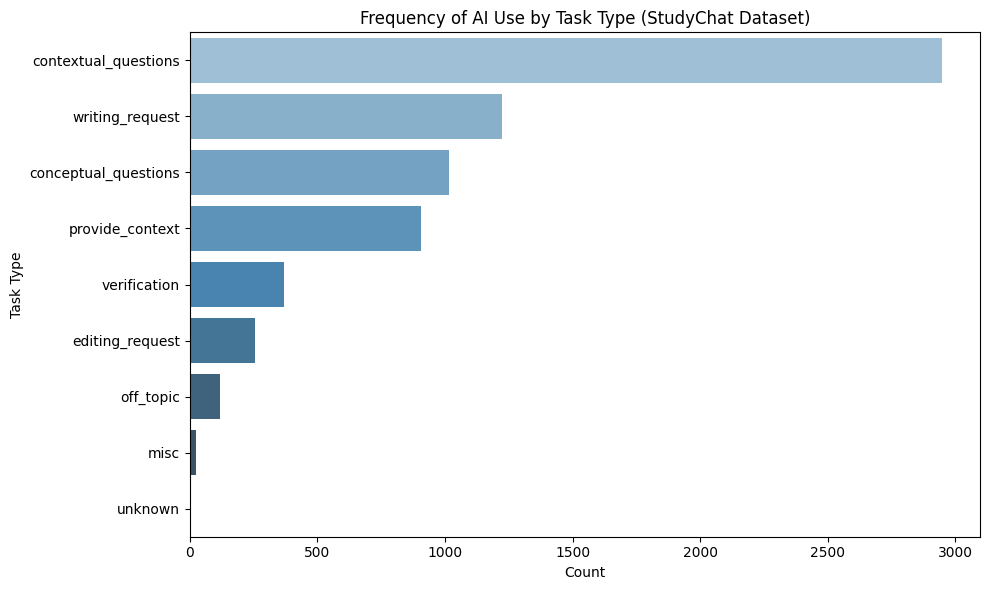 Frequency of AI Use by Task Type (StudyChat Dataset)
Task Type
contextual_questions
writing_request
conceptual_questions
provide_context
verification
editing_request
off_topic
misc
unknown
0 500 1000 1500 2000 2500 3000
Count